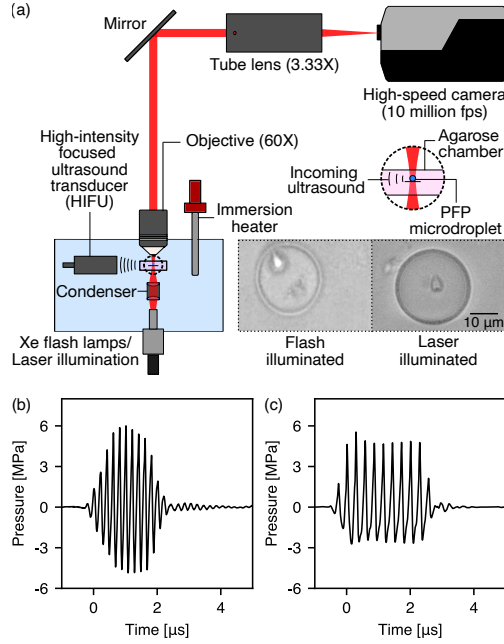 (a)
Mirror
Tube lens (3.33X)
High-speed camera
(10 million fps)
High-intensity
focused
ultrasound
transducer
(HIFU)
Objective (60X)
Agarose
chamber
Incoming
ultrasound
PFP
microdroplet
Immersion
heater
Condenser
10 µm
Xe flash lamps/
Laser illumination
Flash
illuminated
Laser
illuminated
(b)
Pressure [MPa]
6
3
0
-3
-6
0
2
4
Time [µs]
(c)
Pressure [MPa]
6
3
0
-3
-6
0
2
4
Time [µs]